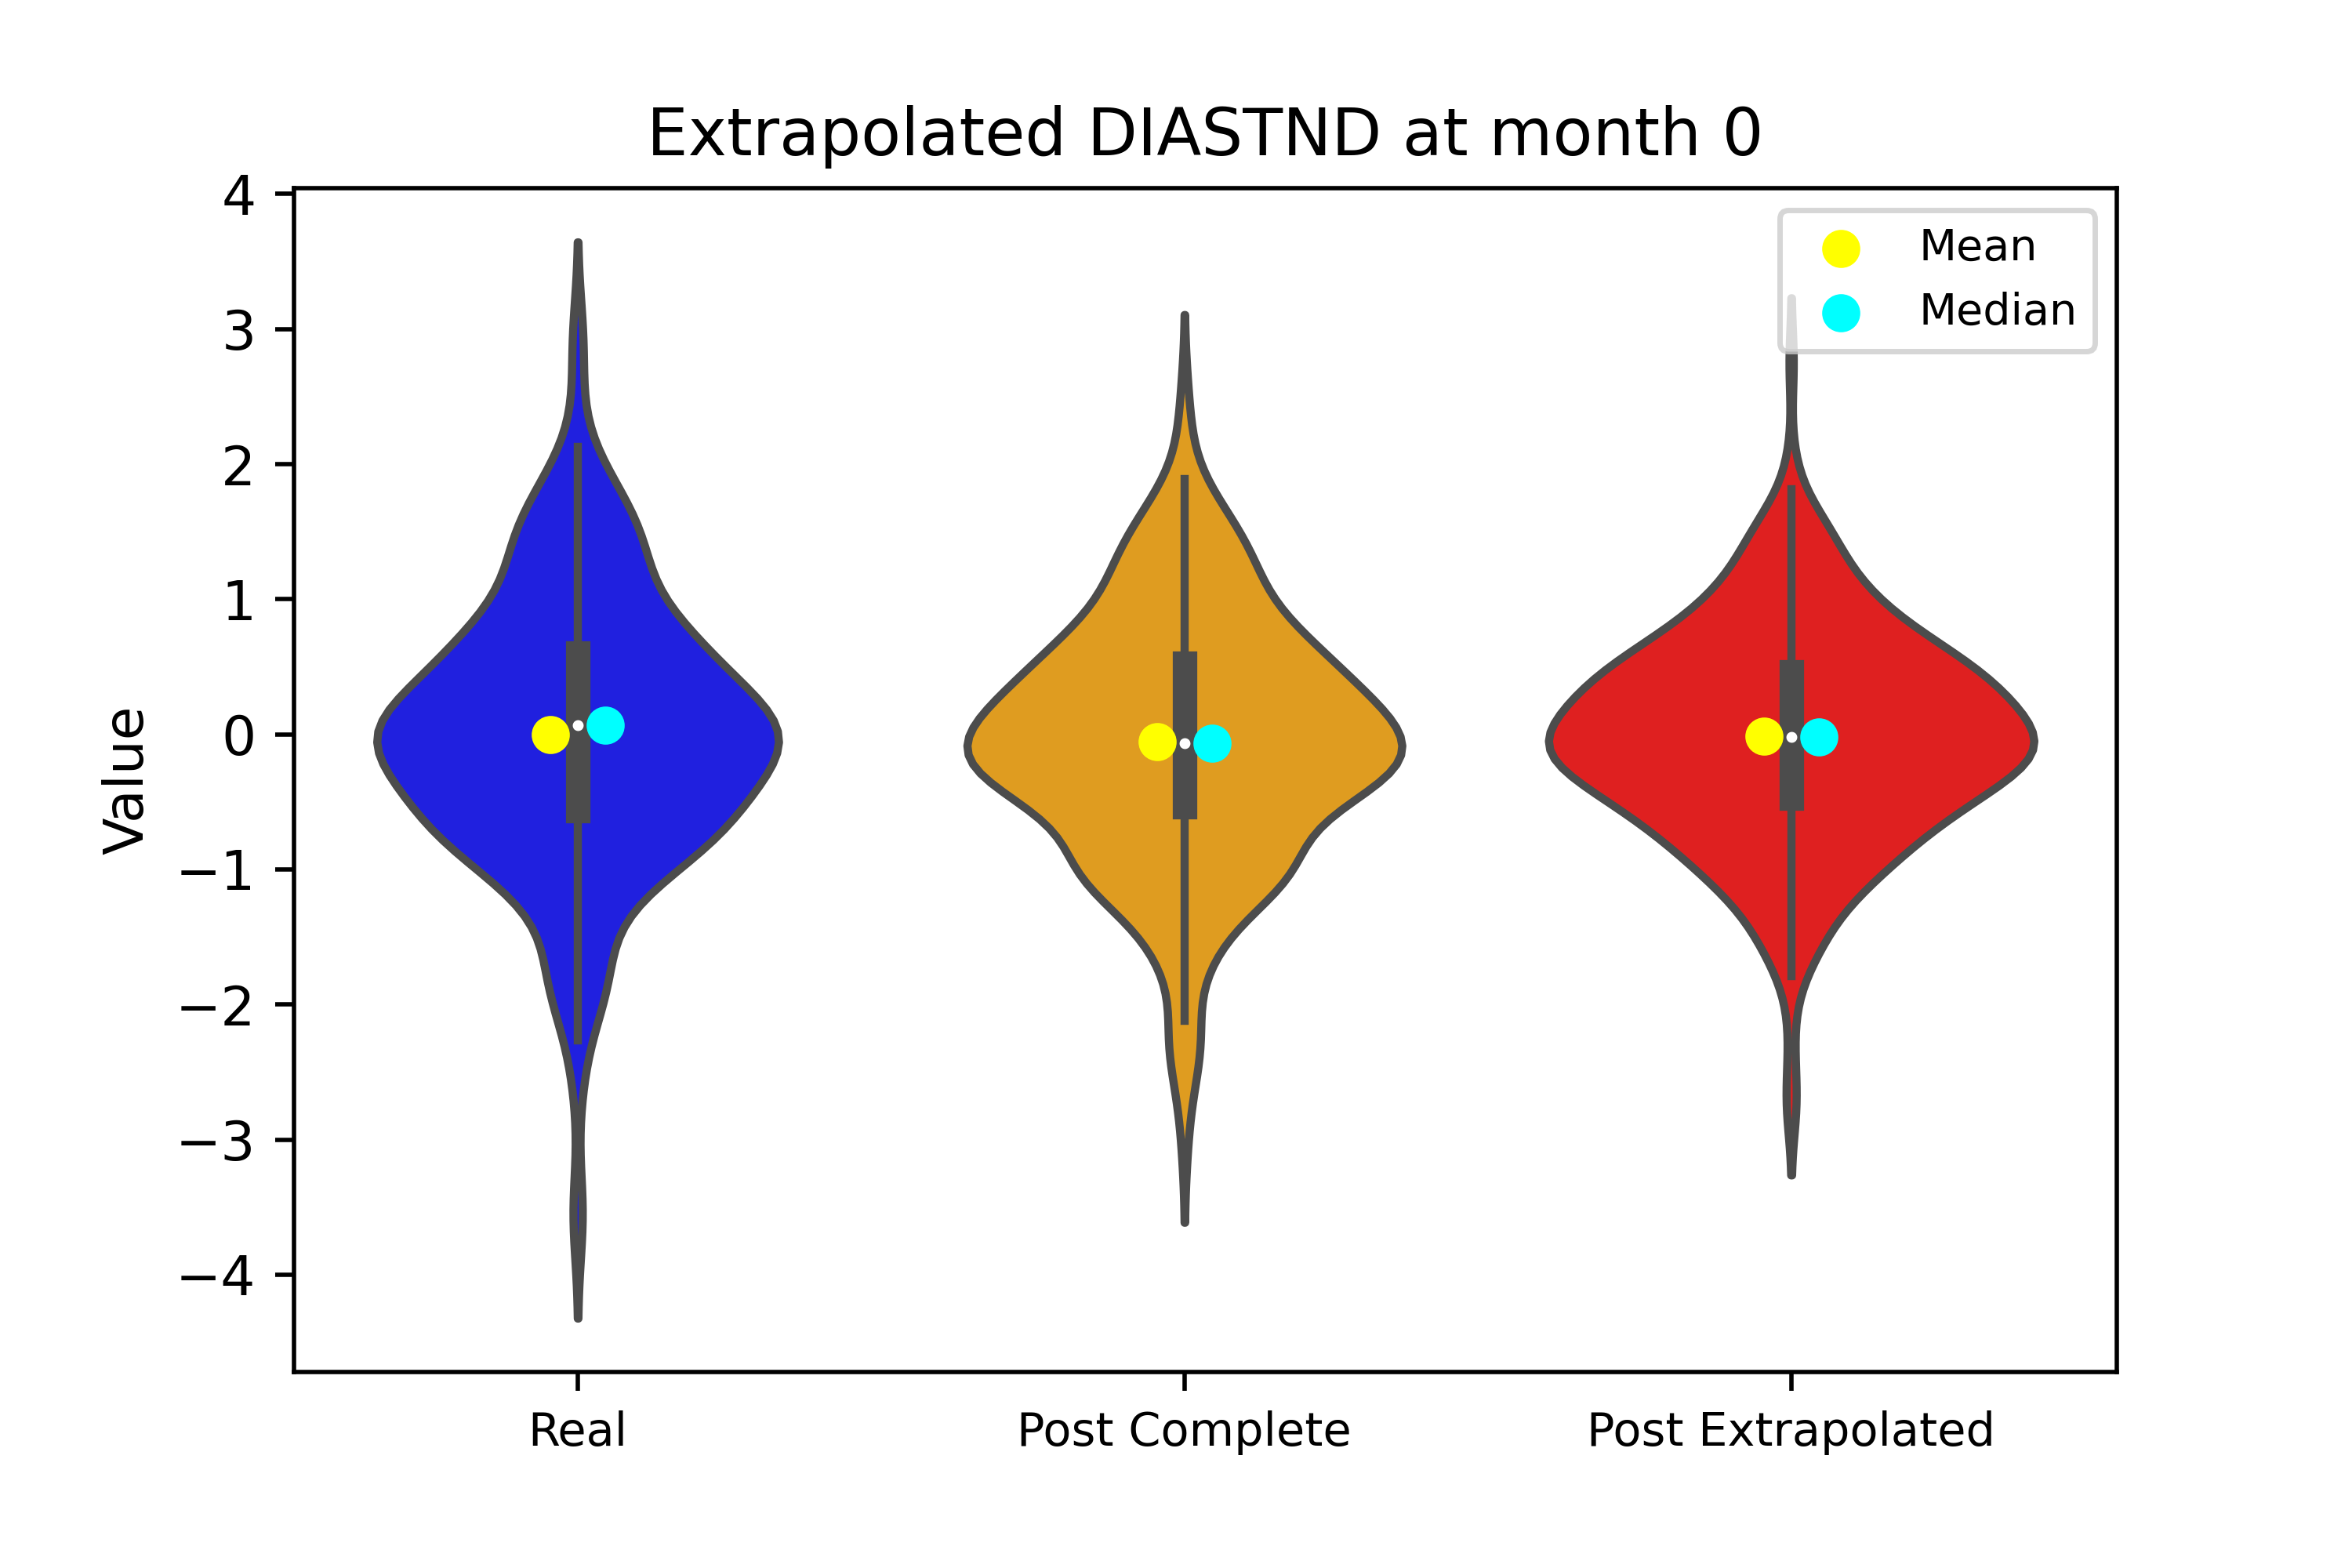 Extrapolated DIASTND at month 0
Mean
Median
4
3
2
1
0
−1
−2
−3
−4
Value
Real
Post Complete
Post Extrapolated